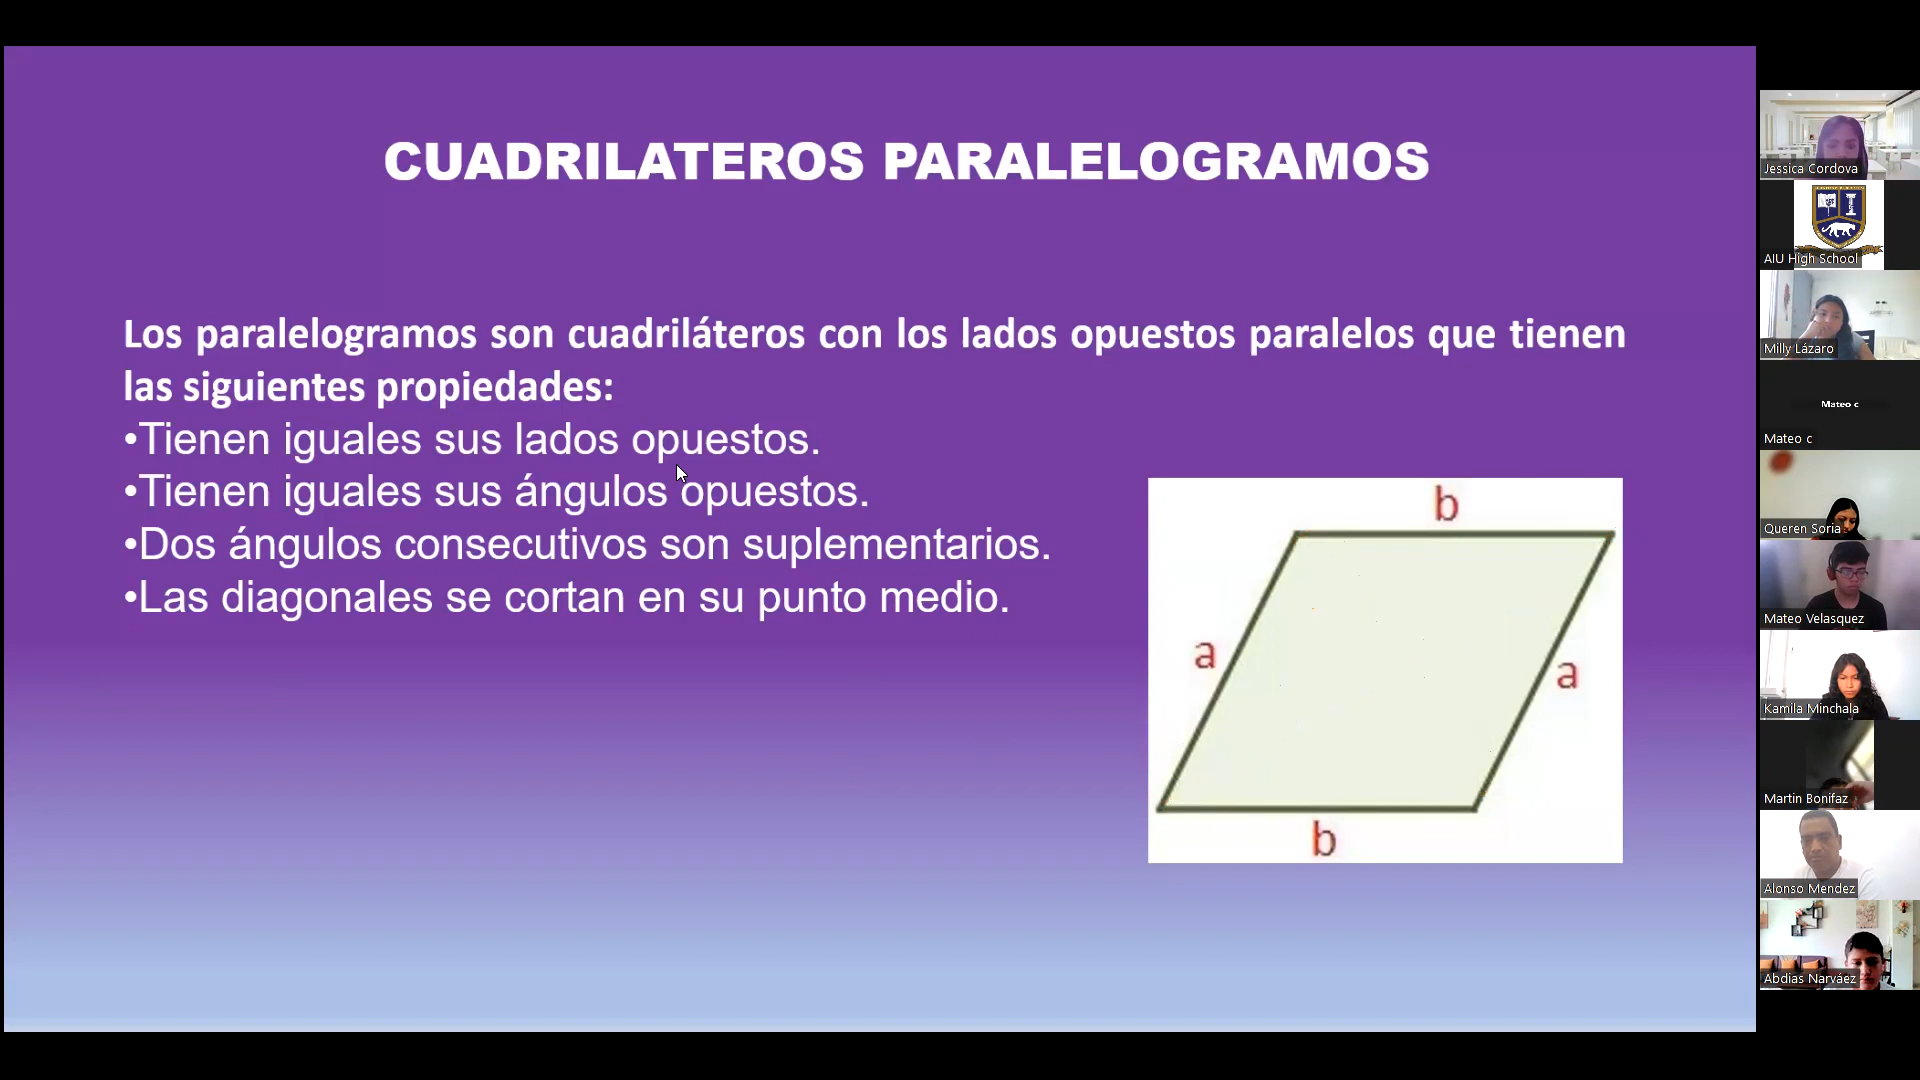 CUADRILATEROS PARALELOGRAMOS
Los paralelogramos son cuadriláteros con los lados opuestos paralelos que tienen
las siguientes propiedades:
•Tienen iguales sus lados opuestos.
•Tienen iguales sus ángulos opuestos.
•Dos ángulos consecutivos son suplementarios.
•Las diagonales se cortan en su punto medio.
b
a
a
b
Jessica Cordova
AIU High School
Milly Lázaro
Mateo c
Mateo c
Queren Soria
Mateo Velasquez
Kamila Minchala
Martin Bonifaz
Alonso Mendez
Abdias Narváez